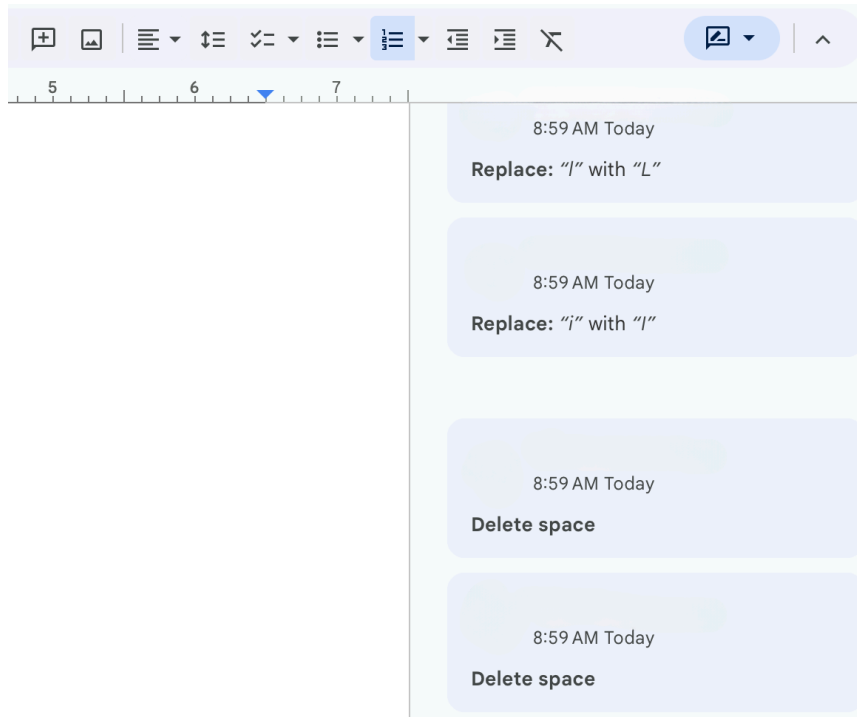 5 6 7
8:59 AM Today
Replace: “l” with “L”
8:59 AM Today
Replace: “i” with “I”
8:59 AM Today
Delete space
8:59 AM Today
Delete space